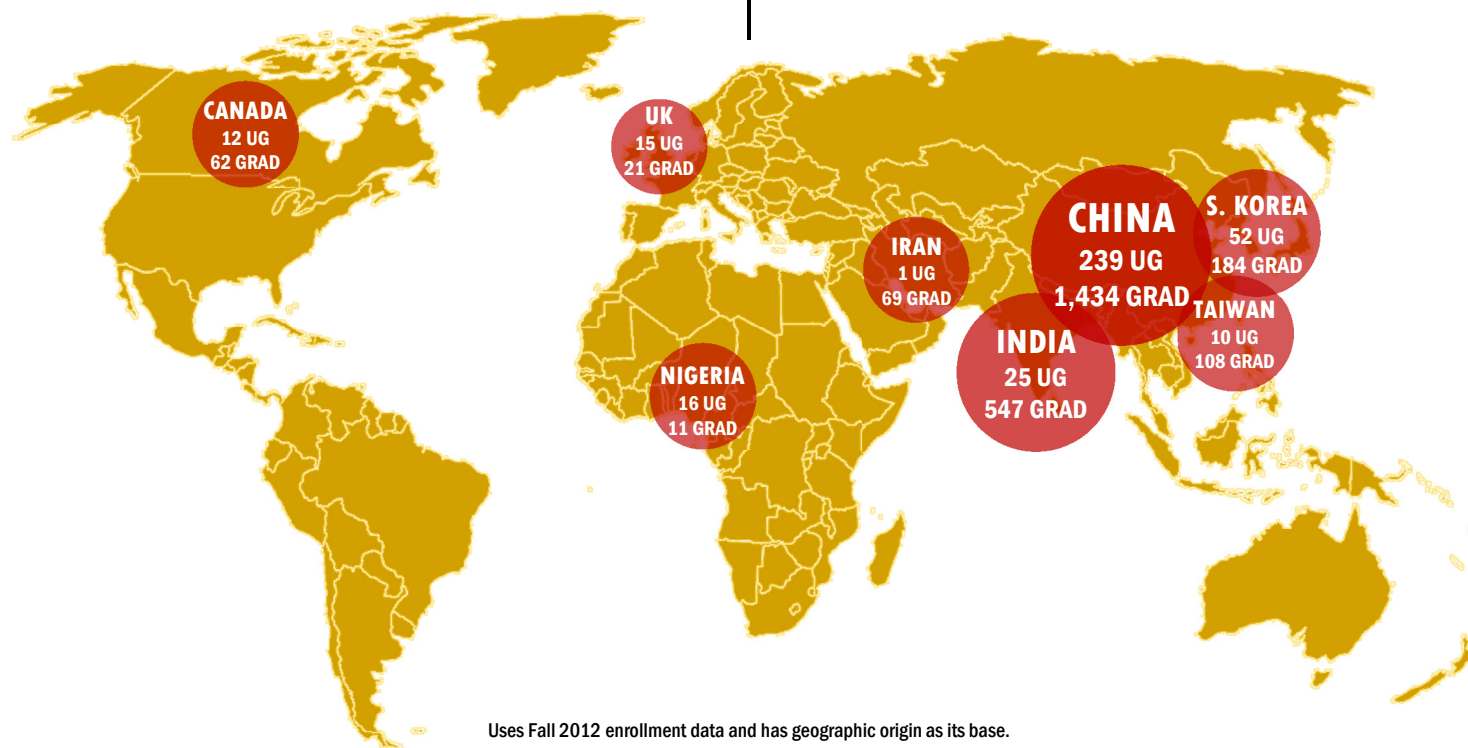 CANADA
12 UG
62 GRAD
UK
15 UG
21 GRAD
IRAN
1 UG
69 GRAD
CHINA
239 UG
1,434 GRAD
S. KOREA
52 UG
184 GRAD
TAIWAN
10 UG
108 GRAD
INDIA
25 UG
547 GRAD
NIGERIA
16 UG
11 GRAD
Uses Fall 2012 enrollment data and has geographic origin as its base.